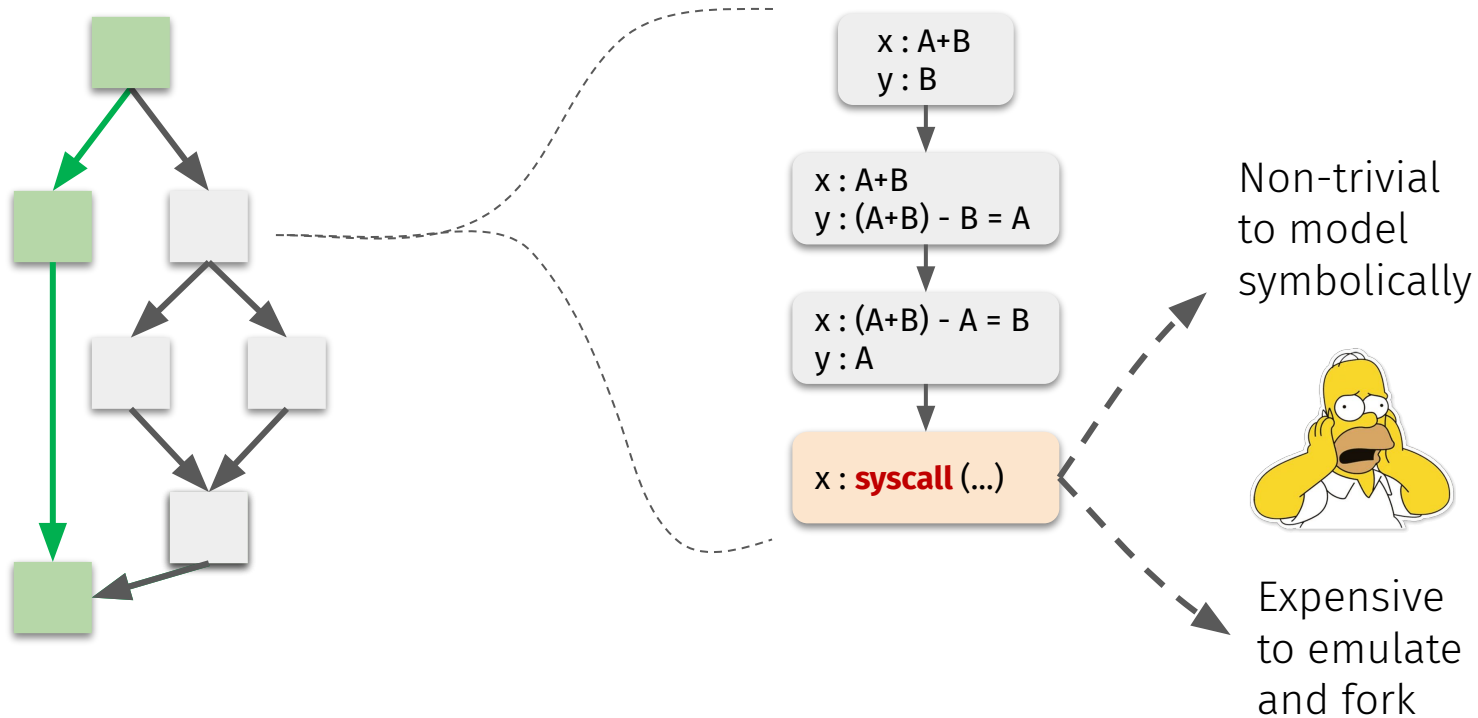 x : A+B
y : B
x : A+B
y : (A+B) - B = A
x : (A+B) - A = B
y : A
x : syscall (...)
Non-trivial
to model
symbolically
Expensive
to emulate
and fork